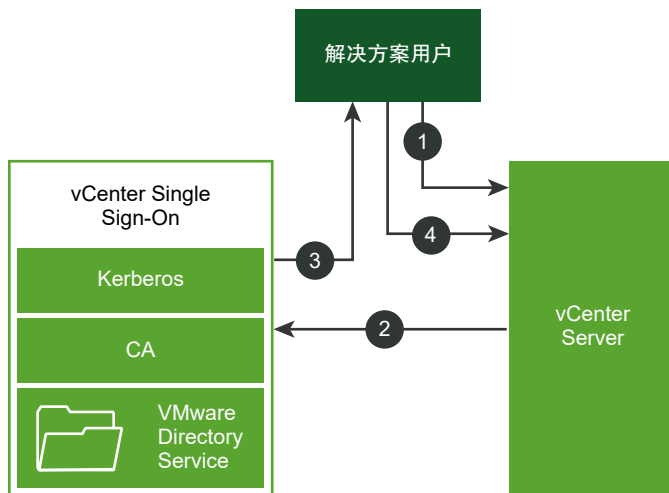 解决方案用户
1
vCenter Single
Sign-On
4
3
Kerberos
vCenter
Server
2
CA
VMware
Directory
Service